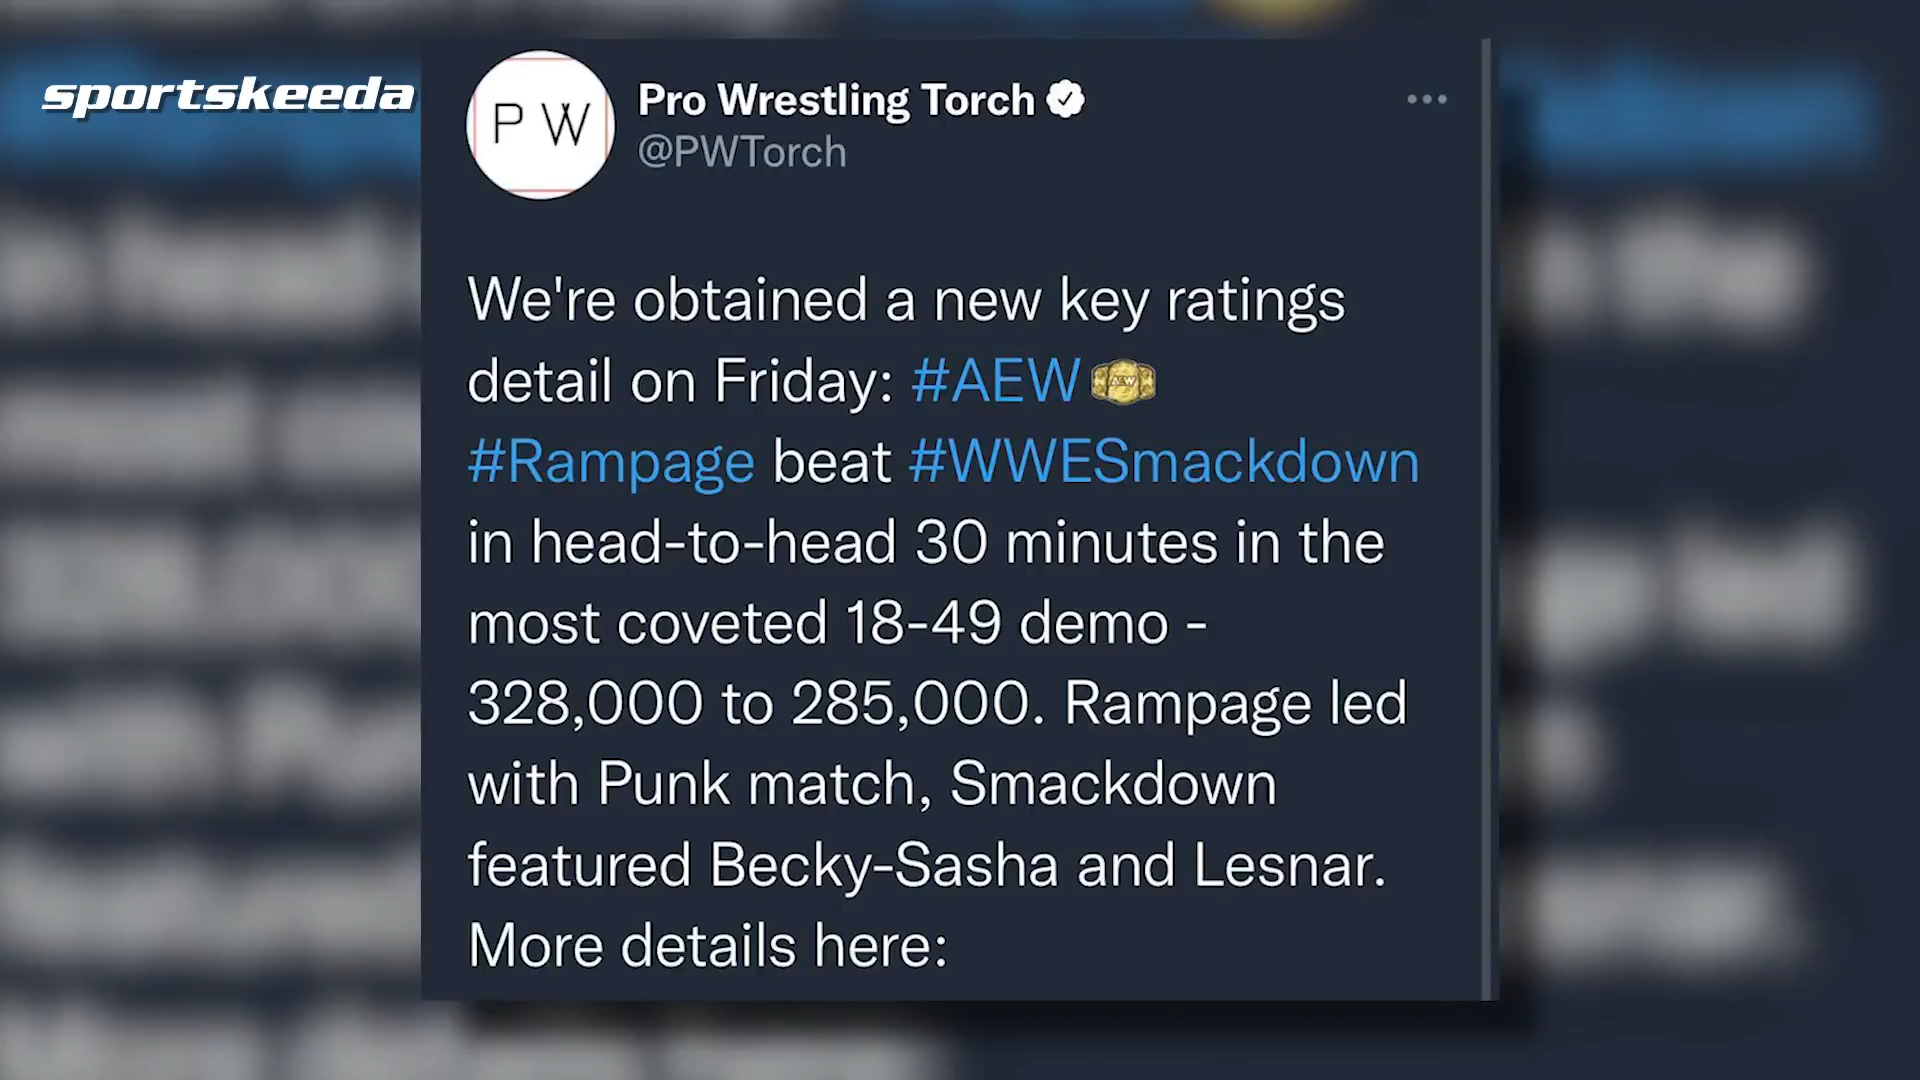 sportskeeda
PW
Pro Wrestling Torch
@PWTorch
We're obtained a new key ratings
detail on Friday: #AEW
#Rampage beat #WWESmackdown
in head-to-head 30 minutes in the
most coveted 18-49 demo -
328,000 to 285,000. Rampage led
with Punk match, Smackdown
featured Becky-Sasha and Lesnar.
More details here: